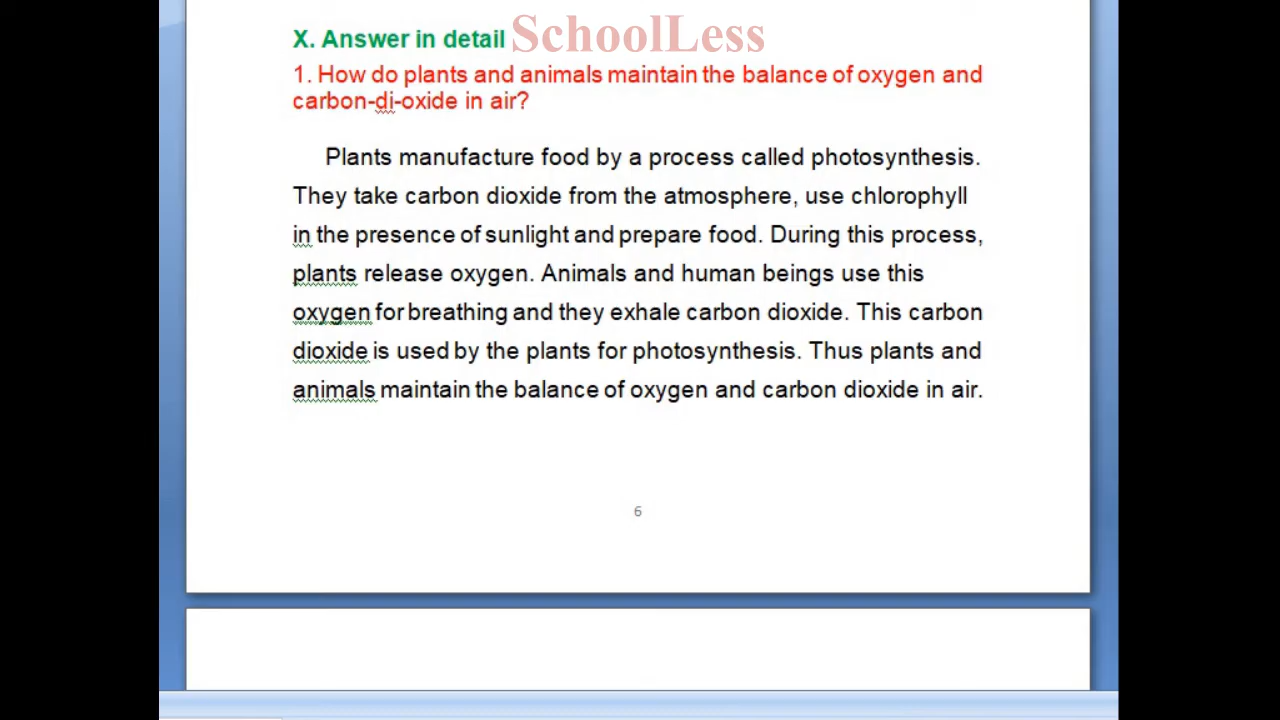 X. Answer in detail SchoolLess
1. How do plants and animals maintain the balance of oxygen and
carbon-di-oxide in air?
Plants manufacture food by a process called photosynthesis.
They take carbon dioxide from the atmosphere, use chlorophyll
in the presence of sunlight and prepare food. During this process,
plants release oxygen. Animals and human beings use this
oxygen for breathing and they exhale carbon dioxide. This carbon
dioxide is used by the plants for photosynthesis. Thus plants and
animals maintain the balance of oxygen and carbon dioxide in air.
6